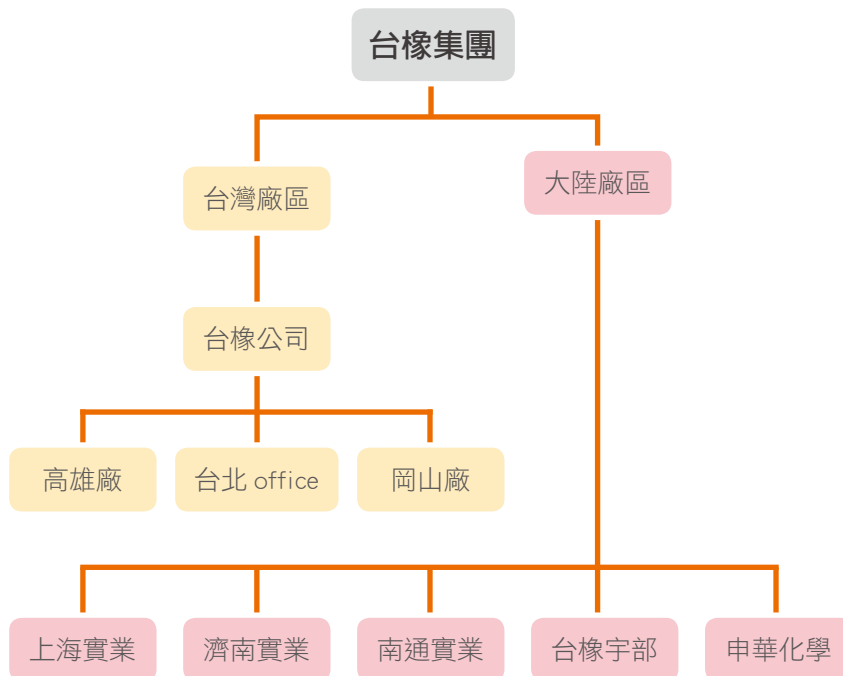 台橡集團
台灣廠區
大陸廠區
台橡公司
高雄廠
台北 office
岡山廠
上海實業
濟南實業
南通實業
台橡宇部
申華化學